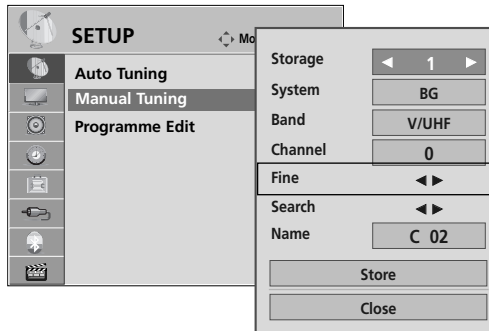 SETUP
Mo
Auto Tuning
Manual Tuning
Programme Edit
Storage ◄ 1 ►
System BG
Band V/UHF
Channel 0
Fine ◄ ►
Search ◄ ►
Name C 02
Store
Close